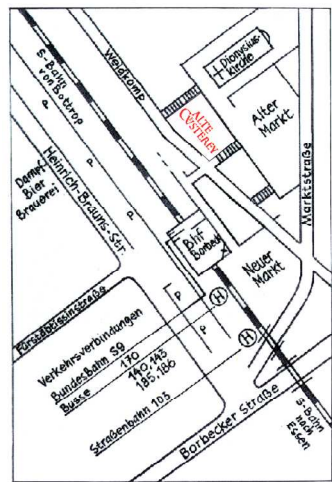 S-Bahn
von Bottrop
Weidkamp
Dionysius-
kirche
ALTE
CÜSTEREY
Alter
Markt
Marktstraße
P
P
P
Dampf-
Bier
Brauerei
Heinrich-Brauns-Str.
Bhf
Borbeck
Neuer
Markt
Fürstäbtissinstraße
P
H
P
H
Verkehrsverbindungen
Bundesbahn S9
Busse 170
140,143
185,186
Straßenbahn 103
Borbecker Straße
S-Bahn
nach
Essen